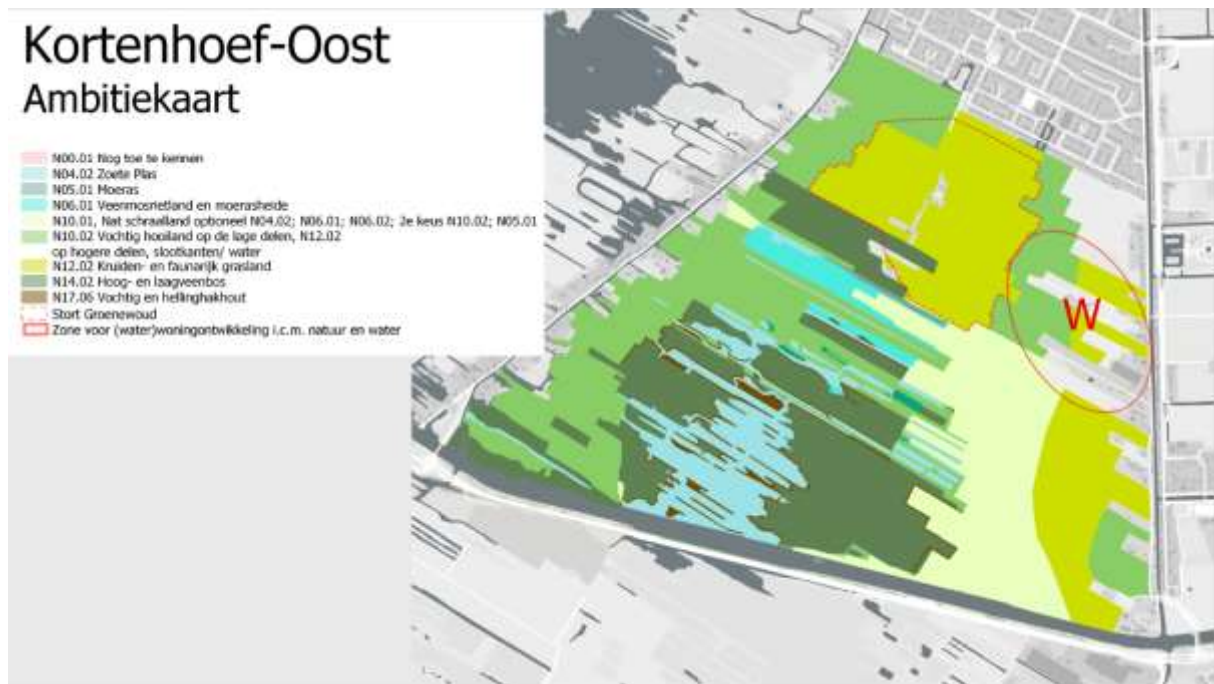 Kortenhoef-Oost
Ambitiekaart
N00.01 Nog toe te kennen
N04.02 Zoete Plas
N05.01 Moeras
N06.01 Veenmosrietland en moerasheide
N10.01, Nat schraalland optioneel N04.02; N06.01; N06.02; 2e keus N10.02; N05.01
N10.02 Vochtig hooiland op de lage delen, N12.02
op hogere delen, slootkanten/ water
N12.02 Kruiden- en faunarijk grasland
N14.02 Hoog- en laagveenbos
N17.06 Vochtig en hellinghakhout
Stort Groenewoud
Zone voor (water)woningontwikkeling i.c.m. natuur en water
W